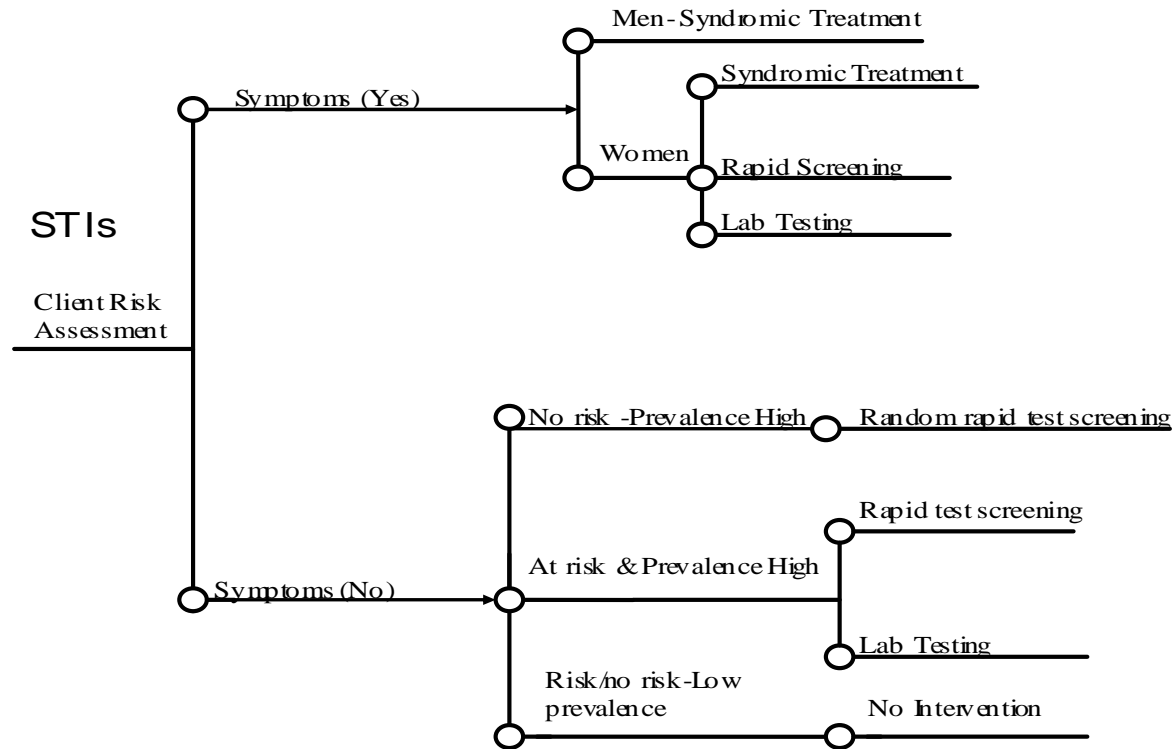 Men-Syndromic Treatment
Syndromic Treatment
Symptoms (Yes)
Women
Rapid Screening
Lab Testing
STIs
Client Risk
Assessment
No risk -Prevalence High
Random rapid test screening
Rapid test screening
At risk & Prevalence High
Symptoms (No)
Lab Testing
Risk/no risk-Low
prevalence
No Intervention